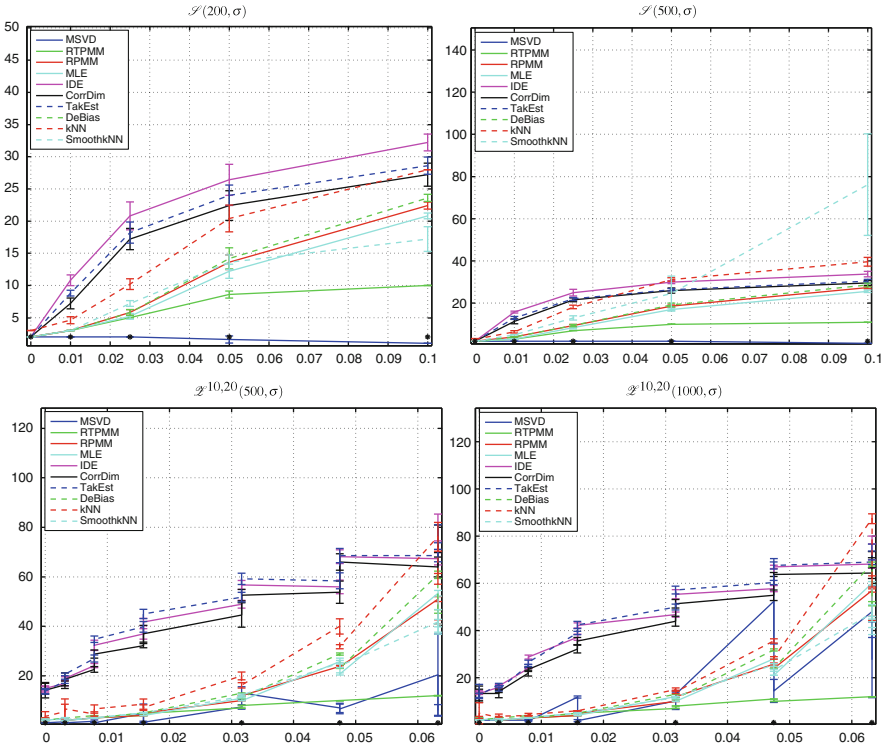 𝒮(200, σ)
50
45
40
35
30
25
20
15
10
5
MSVD
RTPMM
RPMM
MLE
IDE
CorrDim
TakEst
DeBias
kNN
SmoothkNN
0 0.01 0.02 0.03 0.04 0.05 0.06 0.07 0.08 0.09 0.1
𝒮(500, σ)
140
120
100
80
60
40
20
MSVD
RTPMM
RPMM
MLE
IDE
CorrDim
TakEst
DeBias
kNN
SmoothkNN
0 0.01 0.02 0.03 0.04 0.05 0.06 0.07 0.08 0.09 0.1
𝒵^10,20(500, σ)
120
100
80
60
40
20
MSVD
RTPMM
RPMM
MLE
IDE
CorrDim
TakEst
DeBias
kNN
SmoothkNN
0 0.01 0.02 0.03 0.04 0.05 0.06
𝒵^10,20(1000, σ)
120
100
80
60
40
20
MSVD
RTPMM
RPMM
MLE
IDE
CorrDim
TakEst
DeBias
kNN
SmoothkNN
0 0.01 0.02 0.03 0.04 0.05 0.06